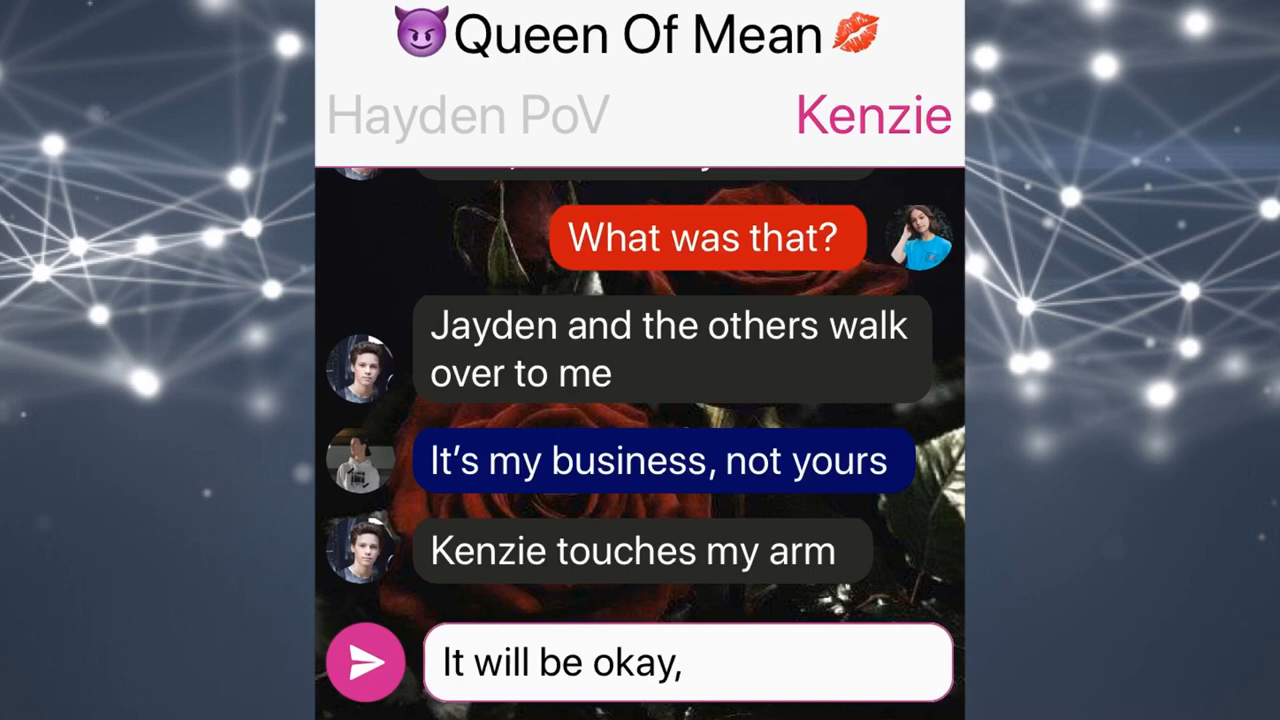 😈Queen Of Mean💋
Hayden PoV
Kenzie
What was that?
Jayden and the others walk
over to me
It's my business, not yours
Kenzie touches my arm
It will be okay,